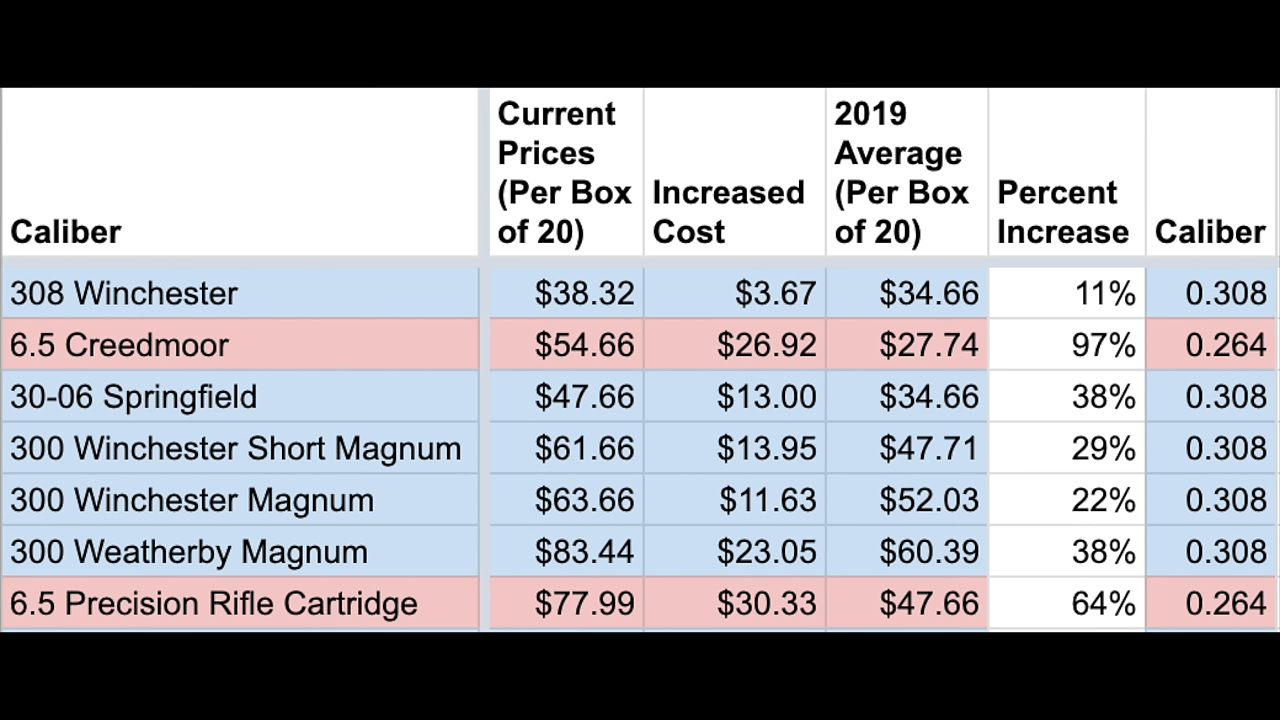 Caliber Current Prices (Per Box of 20) Increased Cost 2019 Average (Per Box of 20) Percent Increase Caliber
308 Winchester $38.32 $3.67 $34.66 11% 0.308
6.5 Creedmoor $54.66 $26.92 $27.74 97% 0.264
30-06 Springfield $47.66 $13.00 $34.66 38% 0.308
300 Winchester Short Magnum $61.66 $13.95 $47.71 29% 0.308
300 Winchester Magnum $63.66 $11.63 $52.03 22% 0.308
300 Weatherby Magnum $83.44 $23.05 $60.39 38% 0.308
6.5 Precision Rifle Cartridge $77.99 $30.33 $47.66 64% 0.264